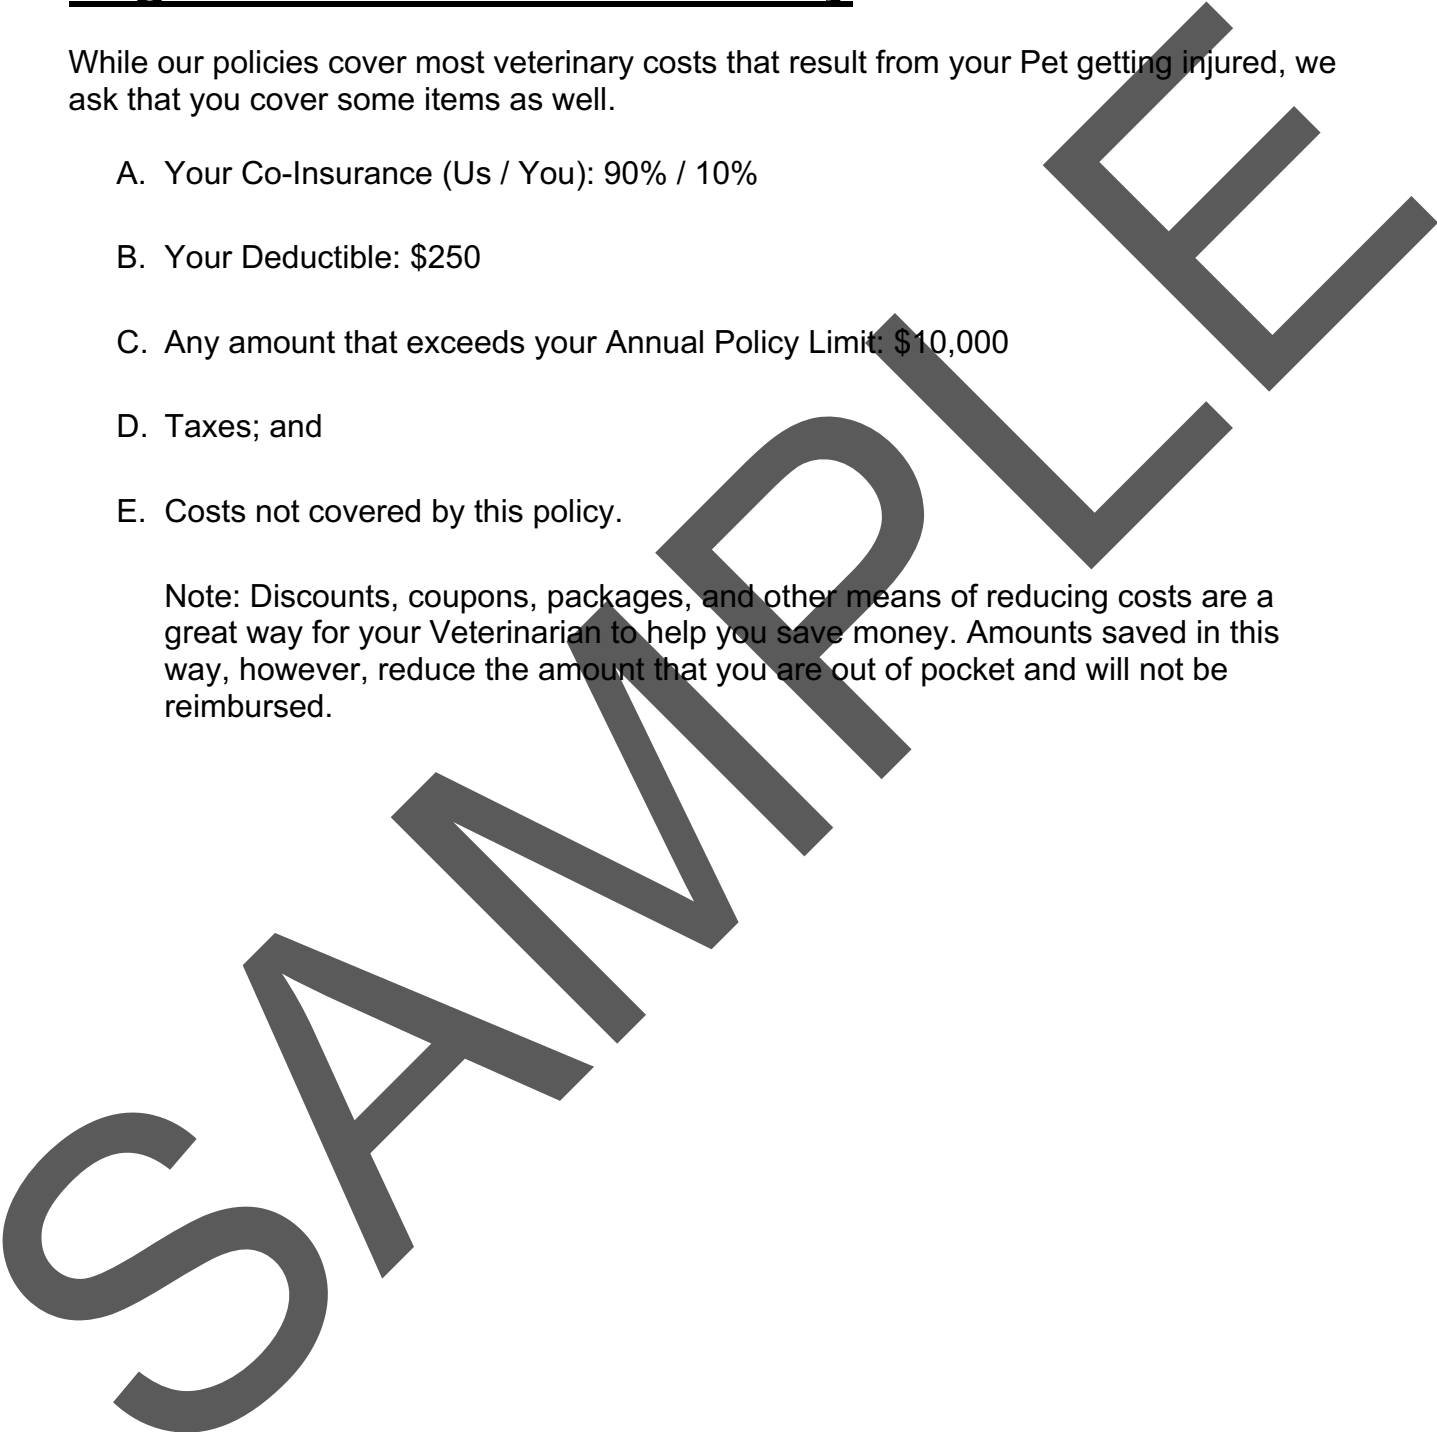 While our policies cover most veterinary costs that result from your Pet getting injured, we
ask that you cover some items as well.
A. Your Co-Insurance (Us / You): 90% / 10%
B. Your Deductible: $250
C. Any amount that exceeds your Annual Policy Limit: $10,000
D. Taxes; and
E. Costs not covered by this policy.
Note: Discounts, coupons, packages, and other means of reducing costs are a
great way for your Veterinarian to help you save money. Amounts saved in this
way, however, reduce the amount that you are out of pocket and will not be
reimbursed.
SAMPLE